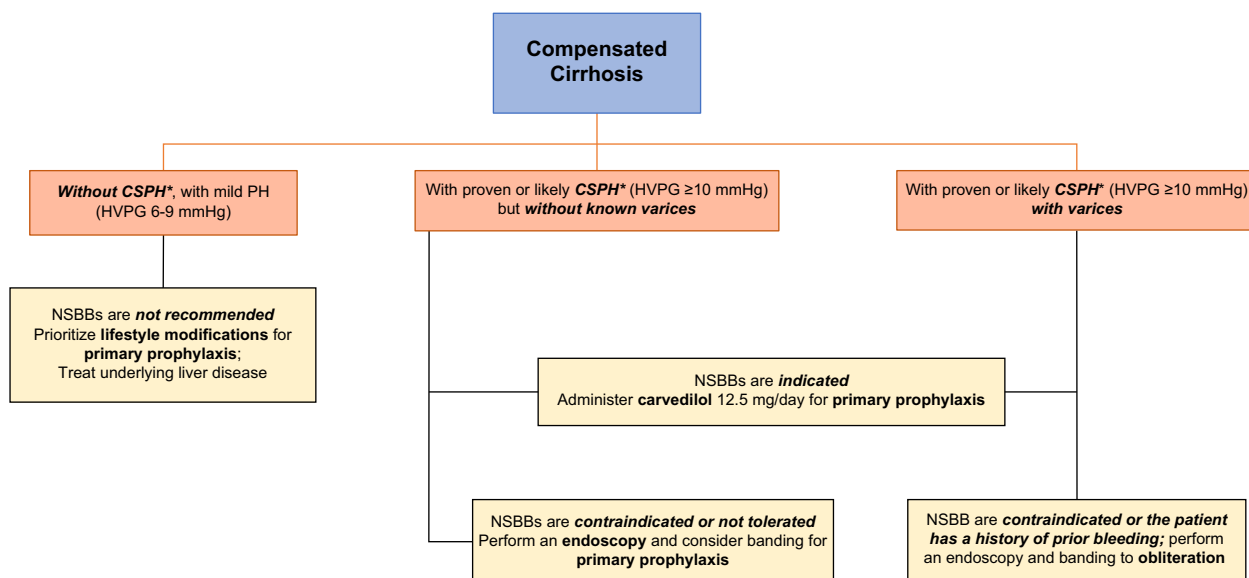 Compensated
Cirrhosis
Without CSPH*, with mild PH
(HVPG 6-9 mmHg)
With proven or likely CSPH* (HVPG ≥10 mmHg)
but without known varices
With proven or likely CSPH* (HVPG ≥10 mmHg)
with varices
NSBBs are not recommended
Prioritize lifestyle modifications for
primary prophylaxis;
Treat underlying liver disease
NSBBs are indicated
Administer carvedilol 12.5 mg/day for primary prophylaxis
NSBBs are contraindicated or not tolerated
Perform an endoscopy and consider banding for
primary prophylaxis
NSBB are contraindicated or the patient
has a history of prior bleeding; perform
an endoscopy and banding to obliteration